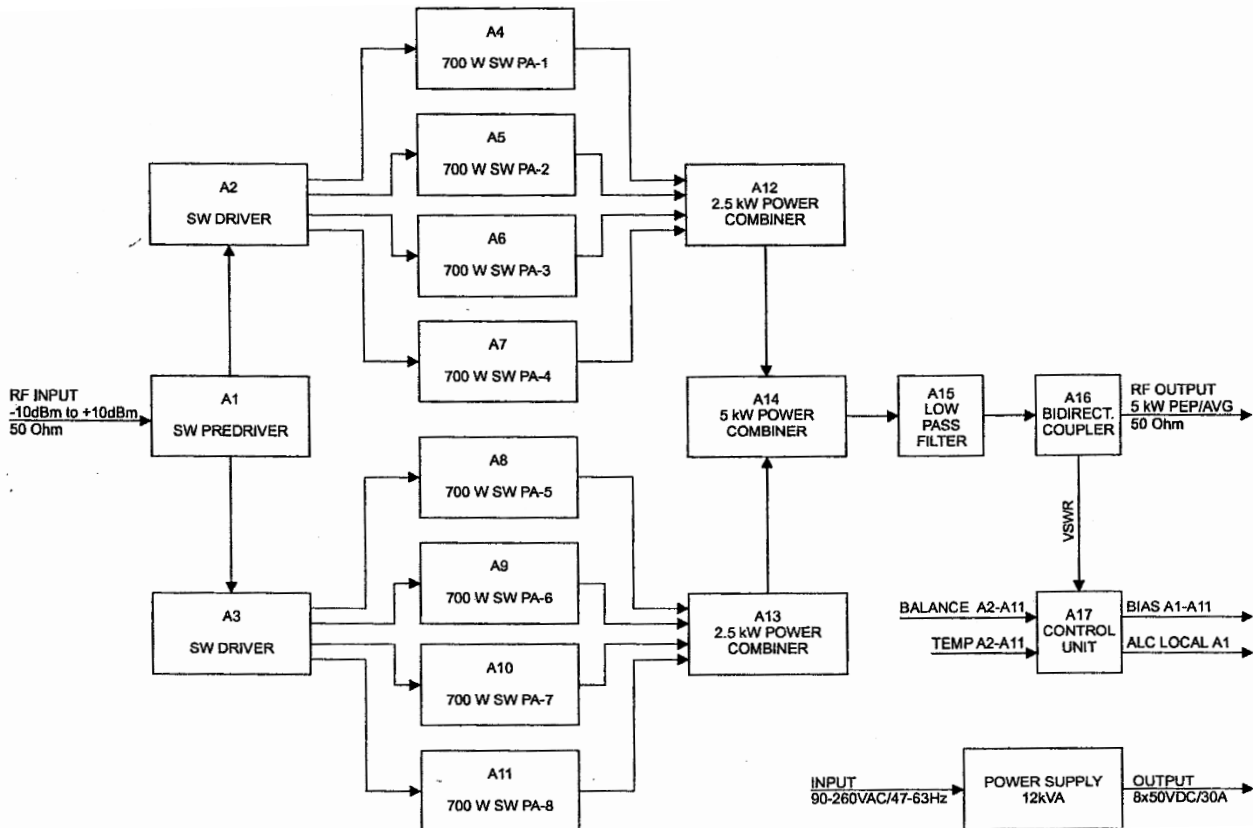 A4
700 W SW PA-1
A5
700 W SW PA-2
A2
SW DRIVER
A12
2.5 kW POWER
COMBINER
A6
700 W SW PA-3
A7
700 W SW PA-4
RF INPUT
-10dBm to +10dBm
50 Ohm
A1
SW PREDRIVER
A14
5 kW POWER
COMBINER
A15
LOW
PASS
FILTER
A16
BIDIRECT.
COUPLER
RF OUTPUT
5 kW PEP/AVG
50 Ohm
A8
700 W SW PA-5
VSWR
A9
700 W SW PA-6
A3
SW DRIVER
A13
2.5 kW POWER
COMBINER
BALANCE A2-A11
TEMP A2-A11
A17
CONTROL
UNIT
BIAS A1-A11
ALC LOCAL A1
A10
700 W SW PA-7
A11
700 W SW PA-8
INPUT
90-260VAC/47-63Hz
POWER SUPPLY
12kVA
OUTPUT
8x50VDC/30A